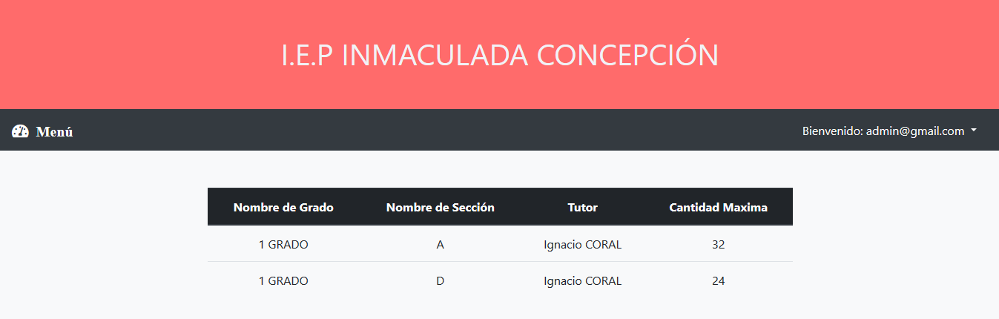 I.E.P INMACULADA CONCEPCIÓN
Menú Bienvenido: admin@gmail.com
Nombre de Grado Nombre de Sección Tutor Cantidad Maxima
1 GRADO A Ignacio CORAL 32
1 GRADO D Ignacio CORAL 24